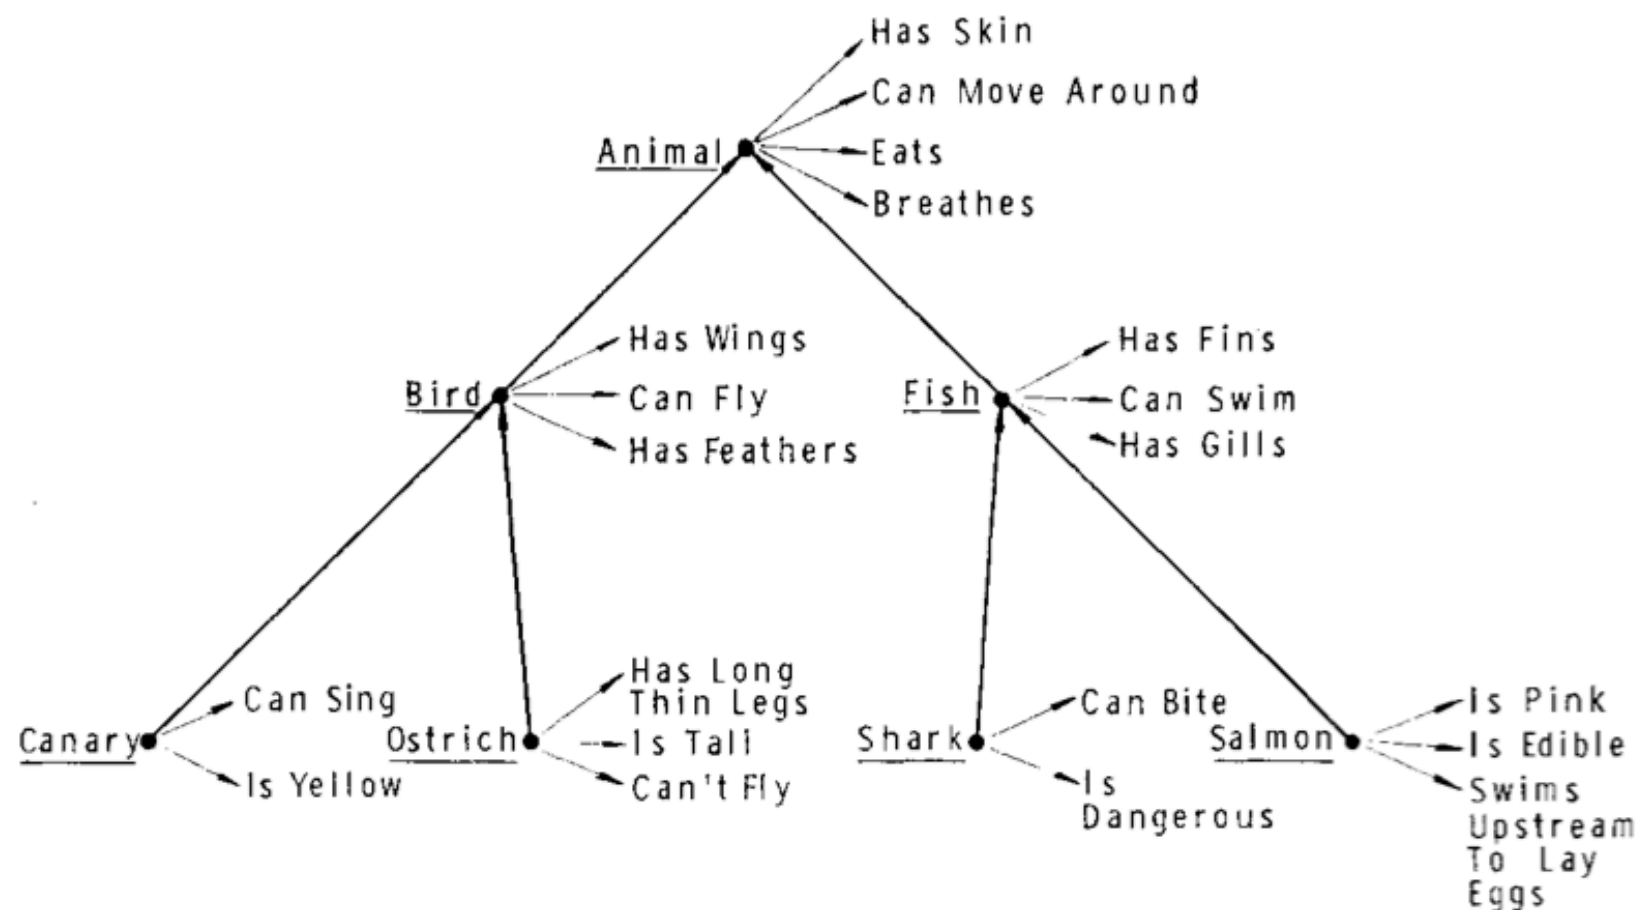 Has Skin
Can Move Around
Animal
Eats
Breathes
Has Wings
Bird
Can Fly
Has Feathers
Has Fins
Fish
Can Swim
Has Gills
Can Sing
Canary
Is Yellow
Has Long
Thin Legs
Ostrich
Is Tall
Can't Fly
Can Bite
Shark
Is
Dangerous
Is Pink
Salmon
Is Edible
Swims
Upstream
To Lay
Eggs